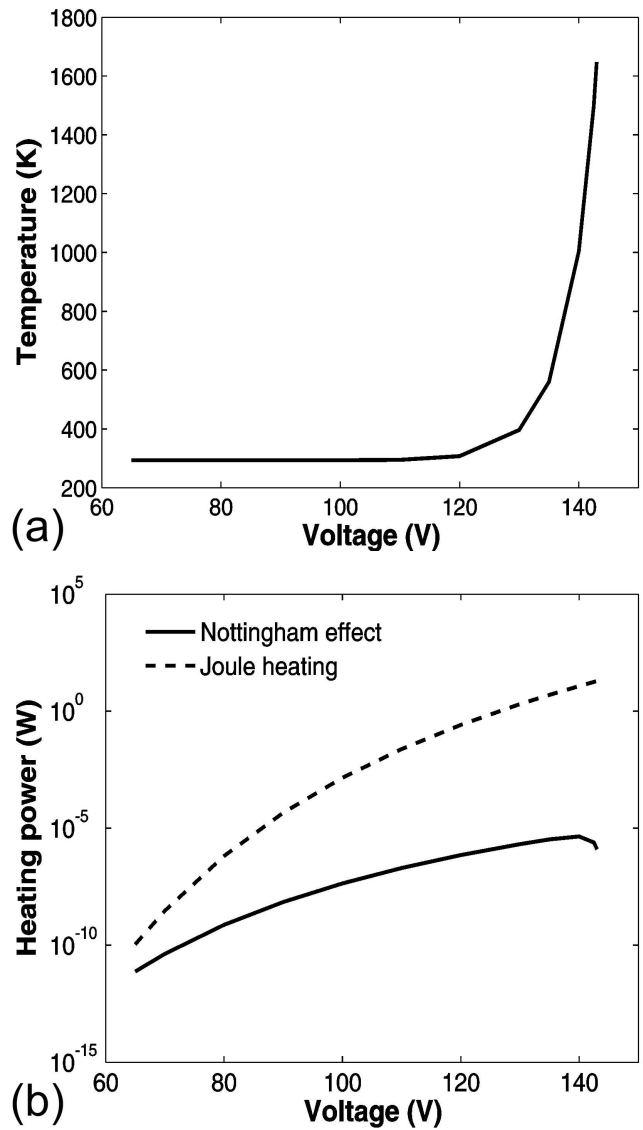 1800
1600
1400
1200
1000
800
600
400
200
60 80 100 120 140
Temperature (K)
Voltage (V)
(a)
10^5
10^0
10^-5
10^-10
10^-15
60 80 100 120 140
Nottingham effect
Joule heating
Heating power (W)
Voltage (V)
(b)